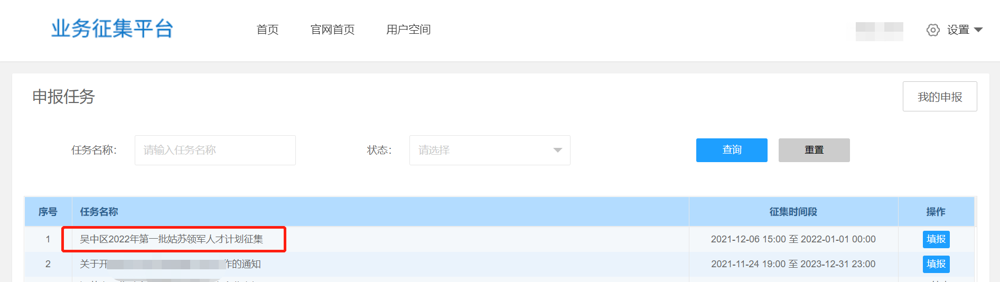 业务征集平台 首页 官网首页 用户空间 设置
申报任务 我的申报
任务名称： 请输入任务名称 状态： 请选择 查询 重置
序号 任务名称 征集时间段 操作
1 吴中区2022年第一批姑苏领军人才计划征集 2021-12-06 15:00 至 2022-01-01 00:00 填报
2 关于开 作的通知 2021-11-24 19:00 至 2023-12-31 23:00 填报